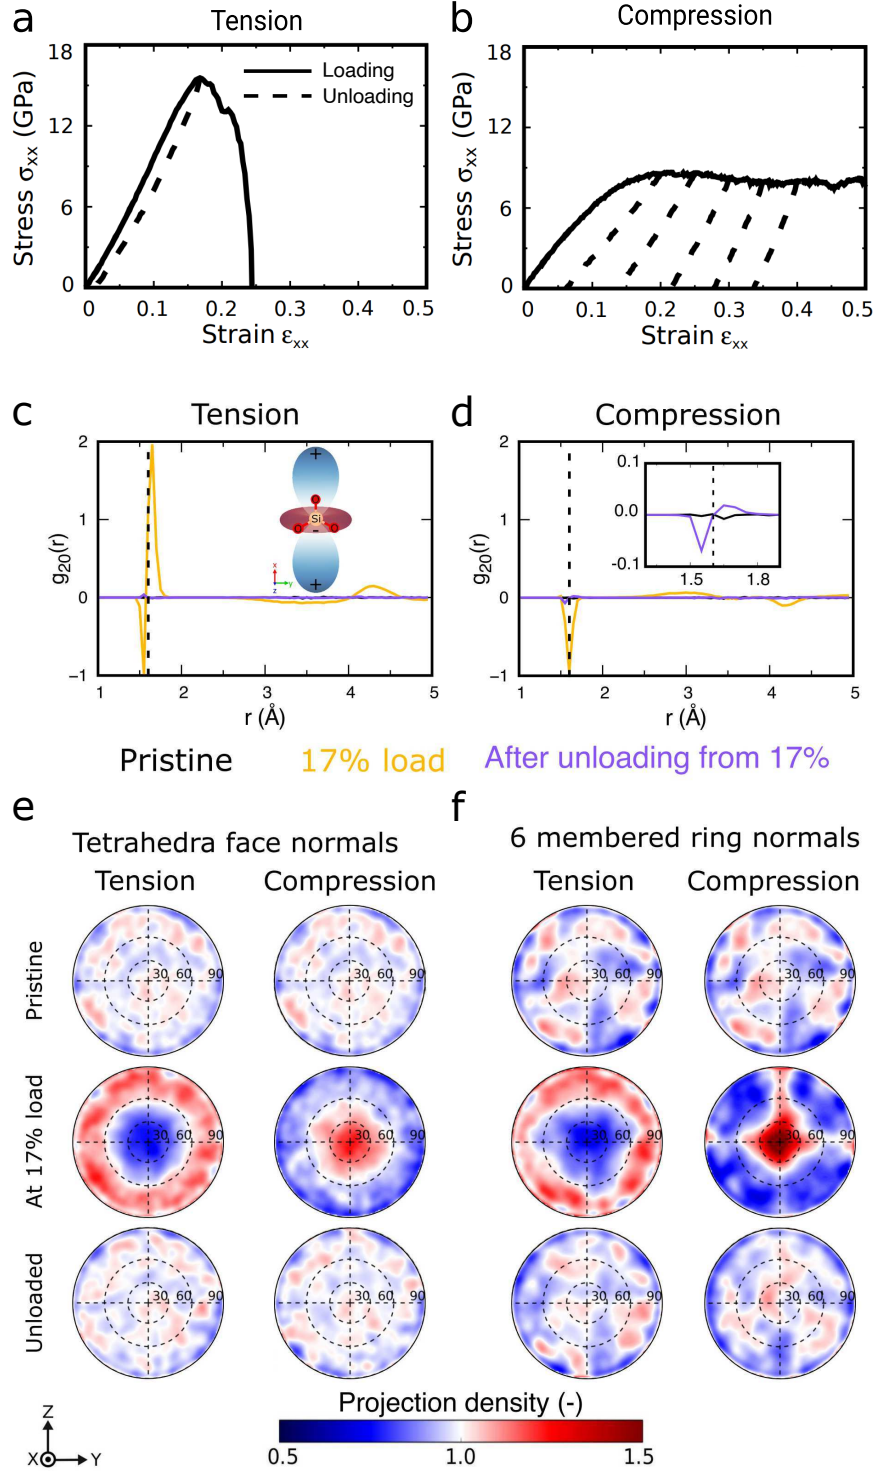 a
Tension
18
12
6
0
Stress σxx (GPa)
Loading
Unloading
0 0.1 0.2 0.3 0.4 0.5
Strain εxx
b
Compression
18
12
6
0
Stress σxx (GPa)
0 0.1 0.2 0.3 0.4 0.5
Strain εxx
c
Tension
2
1
0
−1
g20(r)
+
Si
O O O
-
+
x
y
z
1 2 3 4 5
r (Å)
d
Compression
2
1
0
−1
g20(r)
0.1
0.0
-0.1
1.5 1.8
1 2 3 4 5
r (Å)
Pristine 17% load After unloading from 17%
e
Tetrahedra face normals
Tension Compression
f
6 membered ring normals
Tension Compression
Pristine
30 60 90
30 60 90
30 60 90
30 60 90
At 17% load
30 60 90
30 60 90
30 60 90
30 60 90
Unloaded
30 60 90
30 60 90
30 60 90
30 60 90
Z
X
Y
Projection density (-)
0.5 1.0 1.5